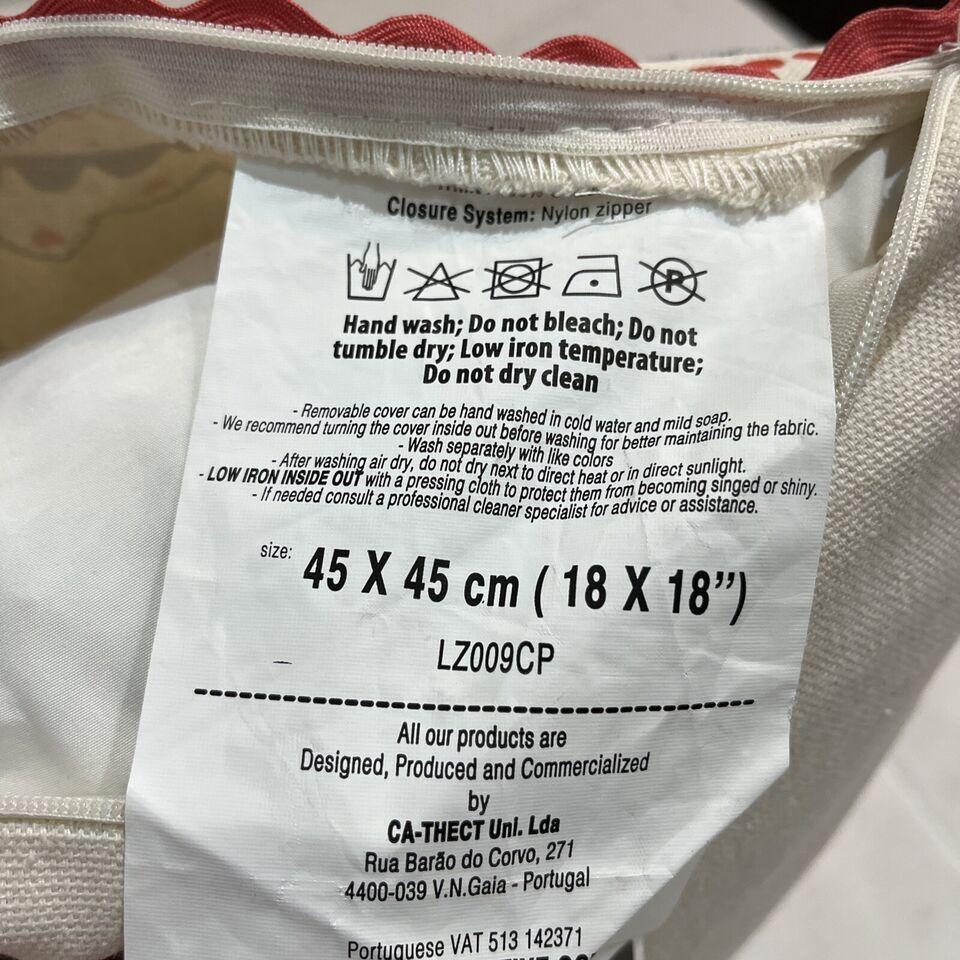 Closure System: Nylon zipper
P
Hand wash; Do not bleach; Do not
tumble dry; Low iron temperature;
Do not dry clean
- Removable cover can be hand washed in cold water and mild soap.
- We recommend turning the cover inside out before washing for better maintaining the fabric.
- Wash separately with like colors
- After washing air dry, do not dry next to direct heat or in direct sunlight.
- LOW IRON INSIDE OUT with a pressing cloth to protect them from becoming singed or shiny.
- If needed consult a professional cleaner specialist for advice or assistance.
size: 45 X 45 cm ( 18 X 18”)
LZ009CP
All our products are
Designed, Produced and Commercialized
by
CA-THECT Uni. Lda
Rua Barão do Corvo, 271
4400-039 V.N.Gaia - Portugal
Portuguese VAT 513 142371